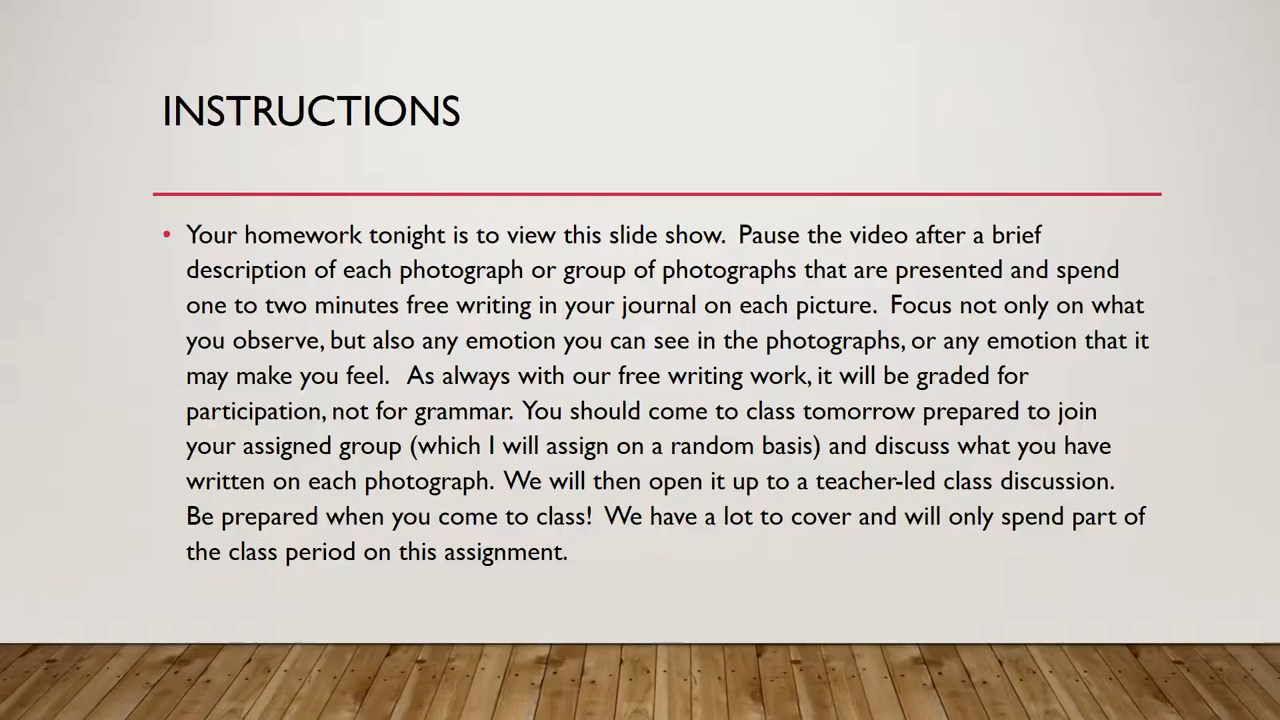 INSTRUCTIONS
• Your homework tonight is to view this slide show.  Pause the video after a brief
description of each photograph or group of photographs that are presented and spend
one to two minutes free writing in your journal on each picture.  Focus not only on what
you observe, but also any emotion you can see in the photographs, or any emotion that it
may make you feel.   As always with our free writing work, it will be graded for
participation, not for grammar.  You should come to class tomorrow prepared to join
your assigned group (which I will assign on a random basis) and discuss what you have
written on each photograph.  We will then open it up to a teacher-led class discussion.
Be prepared when you come to class!  We have a lot to cover and will only spend part of
the class period on this assignment.